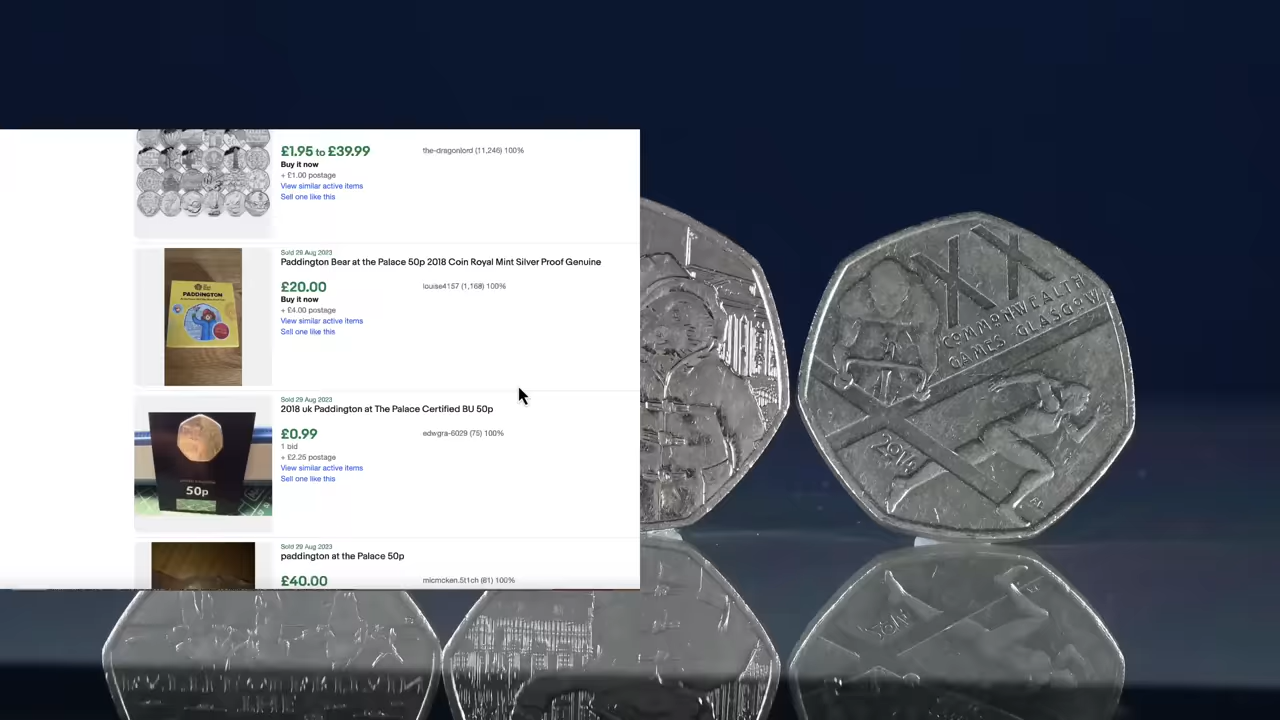 £1.95 to £39.99
the-dragonlord (11,246) 100%
Buy it now
+ £1.00 postage
View similar active items
Sell one like this
Sold 29 Aug 2023
Paddington Bear at the Palace 50p 2018 Coin Royal Mint Silver Proof Genuine
£20.00
louise4157 (1,168) 100%
Buy it now
+ £4.00 postage
View similar active items
Sell one like this
PADDINGTON
Sold 29 Aug 2023
2018 uk Paddington at The Palace Certified BU 50p
£0.99
edwgra-6029 (75) 100%
1 bid
+ £2.25 postage
View similar active items
Sell one like this
50p
Sold 29 Aug 2023
paddington at the Palace 50p
£40.00
micmcken.5t1ch (81) 100%
XX
COMMONWEALTH
GAMES GLASGOW
2014